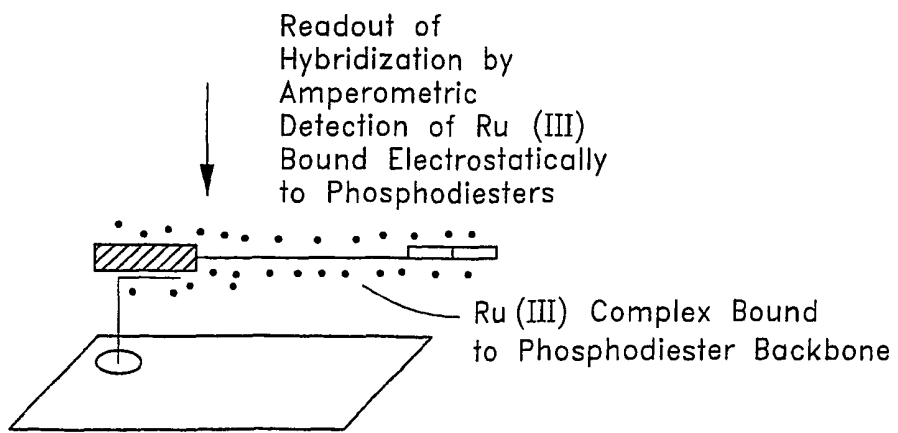 Readout of
Hybridization by
Amperometric
Detection of Ru (III)
Bound Electrostatically
to Phosphodiesters
Ru (III) Complex Bound
to Phosphodiester Backbone